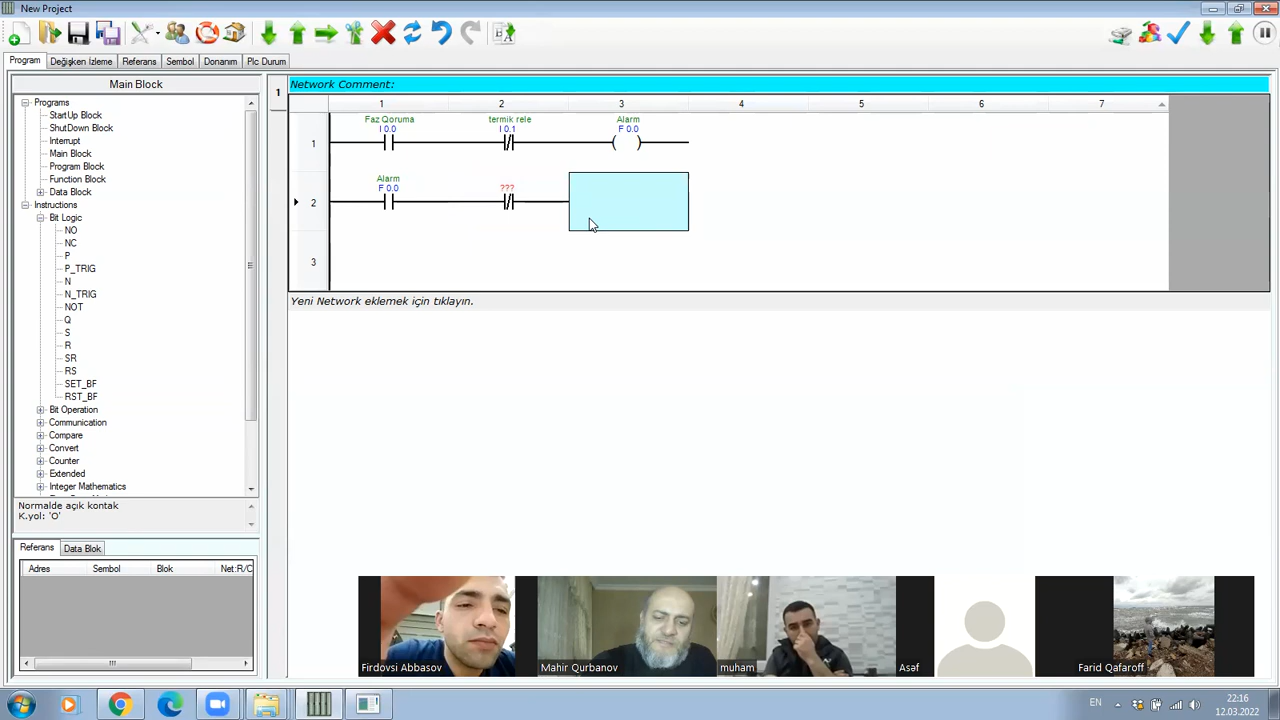 New Project
Program
Değişken İzleme
Referans
Sembol
Donanım
Plc Durum
Main Block
Programs
StartUp Block
ShutDown Block
Interrupt
Main Block
Program Block
Function Block
Data Block
Instructions
Bit Logic
NO
NC
P
P_TRIG
N
N_TRIG
NOT
Q
S
R
SR
RS
SET_BF
RST_BF
Bit Operation
Communication
Compare
Convert
Counter
Extended
Integer Mathematics
Normalde açık kontak
K.yol: 'O'
Referans
Data Blok
Adres Sembol Blok Net:R/C
1
Network Comment:
1 2 3 4 5 6 7
Faz Qoruma termik rele Alarm
I 0.0 I 0.1 F 0.0
1
Alarm
F 0.0 ???
2
3
Yeni Network eklemek için tıklayın.
Firdovsi Abbasov
Mahir Qurbanov
muham
Asəf
Farid Qafaroff
EN
22:16
12.03.2022